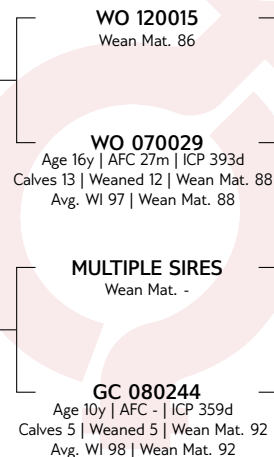 WO 120015
Wean Mat. 86
WO 070029
Age 16y | AFC 27m | ICP 393d
Calves 13 | Weaned 12 | Wean Mat. 88
Avg. WI 97 | Wean Mat. 88
MULTIPLE SIRES
Wean Mat. -
GC 080244
Age 10y | AFC - | ICP 359d
Calves 5 | Weaned 5 | Wean Mat. 92
Avg. WI 98 | Wean Mat. 92